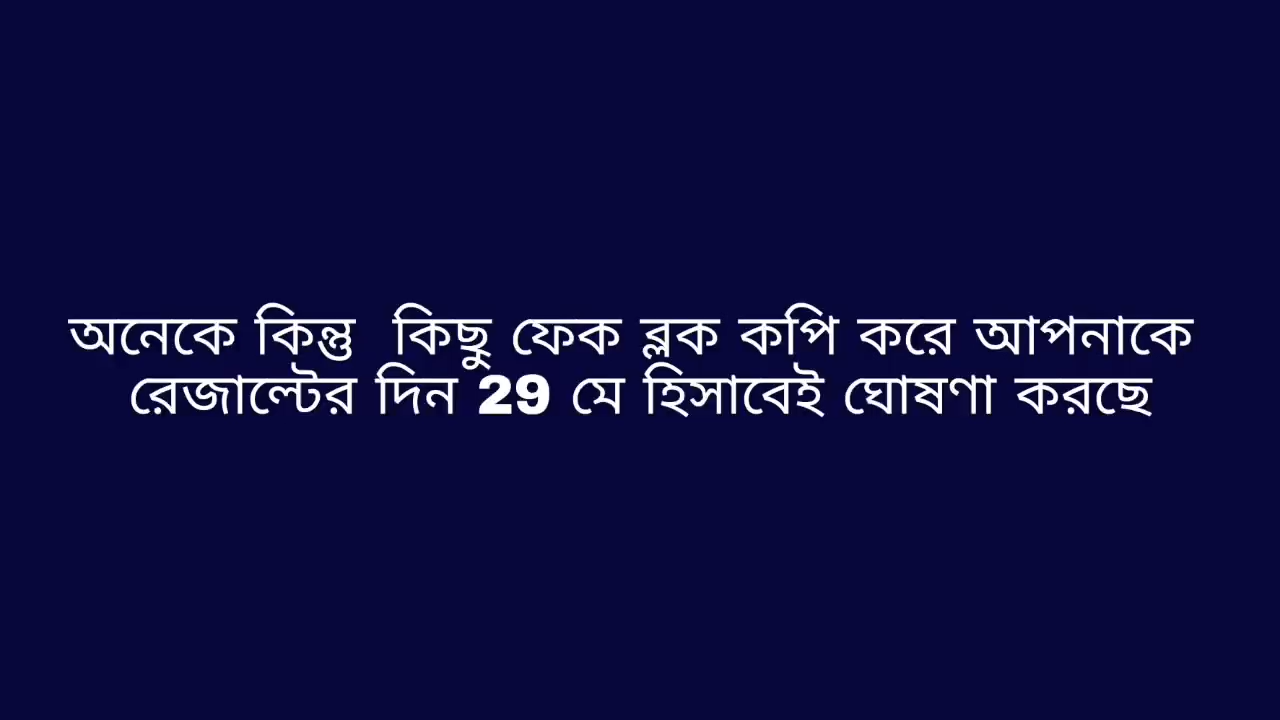 অনেকে কিন্তু কিছু ফেক ব্লক কপি করে আপনাকে
রেজাল্টের দিন 29 মে হিসাবেই ঘোষণা করছে